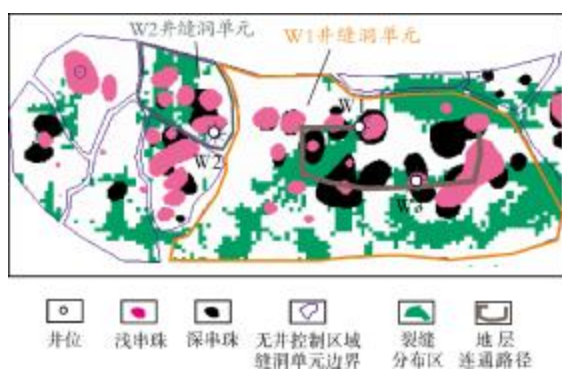 W2井缝洞单元
W1井缝洞单元
W1
W2
W3
井位
浅串珠
深串珠
无井控制区域
缝洞单元边界
裂缝
分布区
地层
连通路径